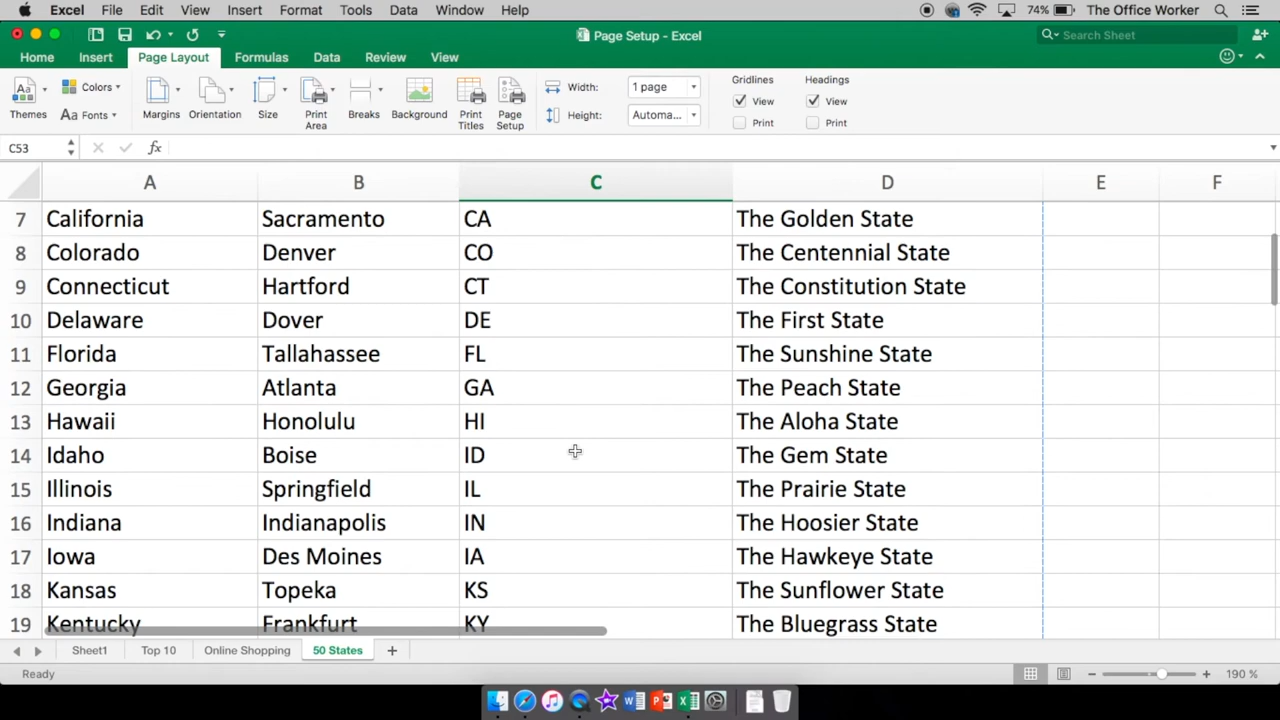 Excel File Edit View Insert Format Tools Data Window Help 74% The Office Worker
Page Setup - Excel
Search Sheet
Home Insert Page Layout Formulas Data Review View
Themes
Colors
Aa Fonts
Margins
Orientation
Size
Print Area
Breaks
Background
Print Titles
Page Setup
Width: 1 page
Height: Automa...
Gridlines
View
Print
Headings
View
Print
C53 fx
A B C D E F
7 California Sacramento CA The Golden State
8 Colorado Denver CO The Centennial State
9 Connecticut Hartford CT The Constitution State
10 Delaware Dover DE The First State
11 Florida Tallahassee FL The Sunshine State
12 Georgia Atlanta GA The Peach State
13 Hawaii Honolulu HI The Aloha State
14 Idaho Boise ID The Gem State
15 Illinois Springfield IL The Prairie State
16 Indiana Indianapolis IN The Hoosier State
17 Iowa Des Moines IA The Hawkeye State
18 Kansas Topeka KS The Sunflower State
19 Kentucky Frankfurt KY The Bluegrass State
Sheet1 Top 10 Online Shopping 50 States +
Ready 190 %